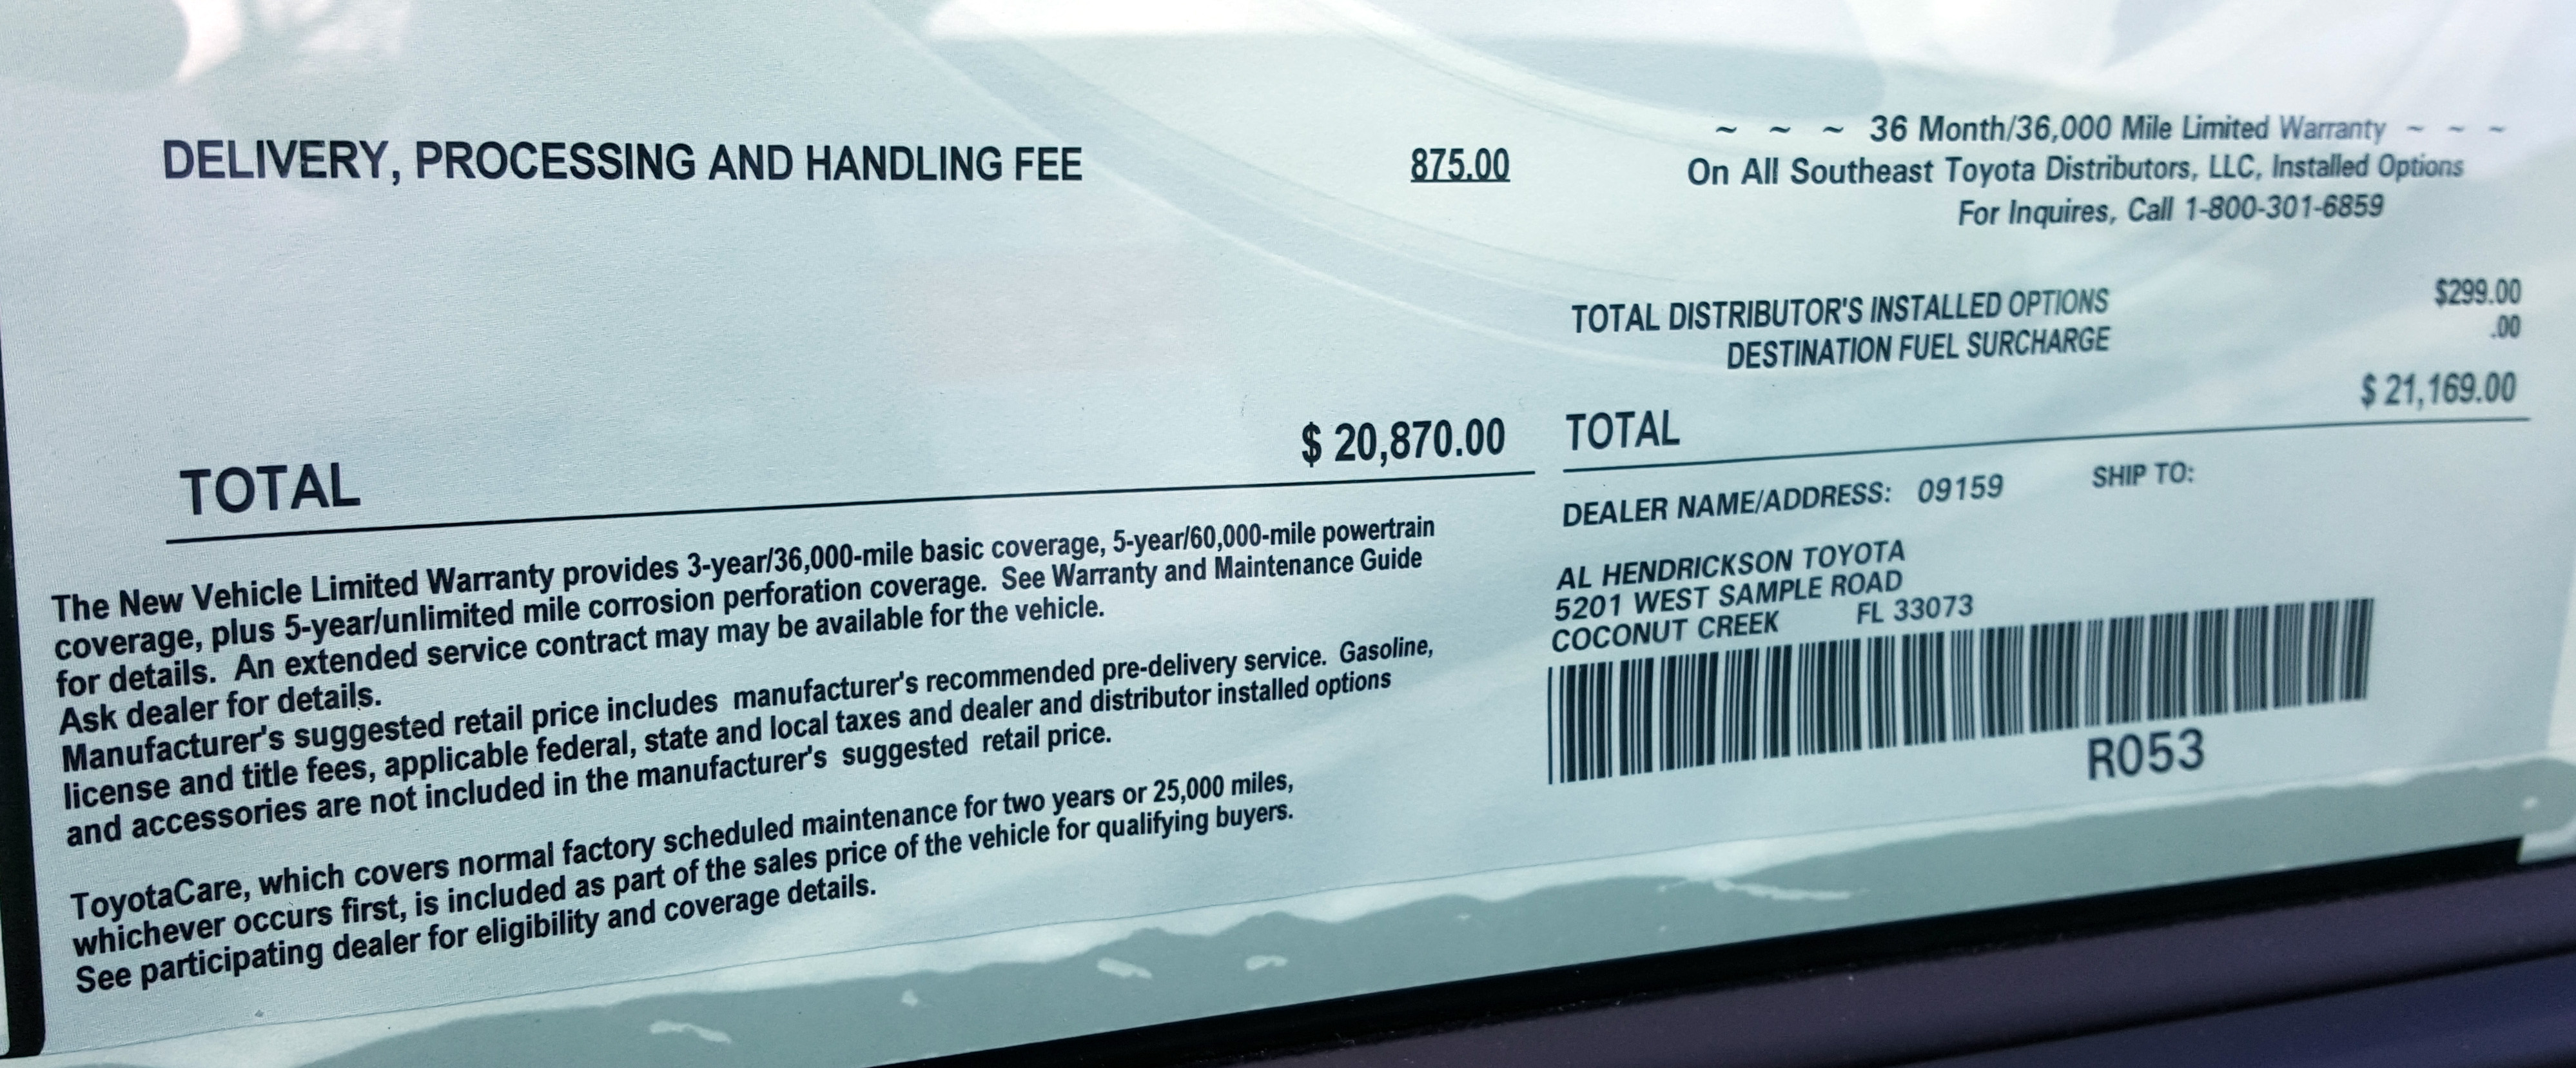 DELIVERY, PROCESSING AND HANDLING FEE 875.00
TOTAL $ 20,870.00
The New Vehicle Limited Warranty provides 3-year/36,000-mile basic coverage, 5-year/60,000-mile powertrain
coverage, plus 5-year/unlimited mile corrosion perforation coverage. See Warranty and Maintenance Guide
for details. An extended service contract may may be available for the vehicle.
Ask dealer for details.
Manufacturer's suggested retail price includes manufacturer's recommended pre-delivery service. Gasoline,
license and title fees, applicable federal, state and local taxes and dealer and distributor installed options
and accessories are not included in the manufacturer's suggested retail price.
ToyotaCare, which covers normal factory scheduled maintenance for two years or 25,000 miles,
whichever occurs first, is included as part of the sales price of the vehicle for qualifying buyers.
See participating dealer for eligibility and coverage details.
~ ~ ~ 36 Month/36,000 Mile Limited Warranty ~ ~ ~
On All Southeast Toyota Distributors, LLC, Installed Options
For Inquires, Call 1-800-301-6859
TOTAL DISTRIBUTOR'S INSTALLED OPTIONS $299.00
DESTINATION FUEL SURCHARGE .00
TOTAL $ 21,169.00
DEALER NAME/ADDRESS: 09159 SHIP TO:
AL HENDRICKSON TOYOTA
5201 WEST SAMPLE ROAD
COCONUT CREEK FL 33073
R053